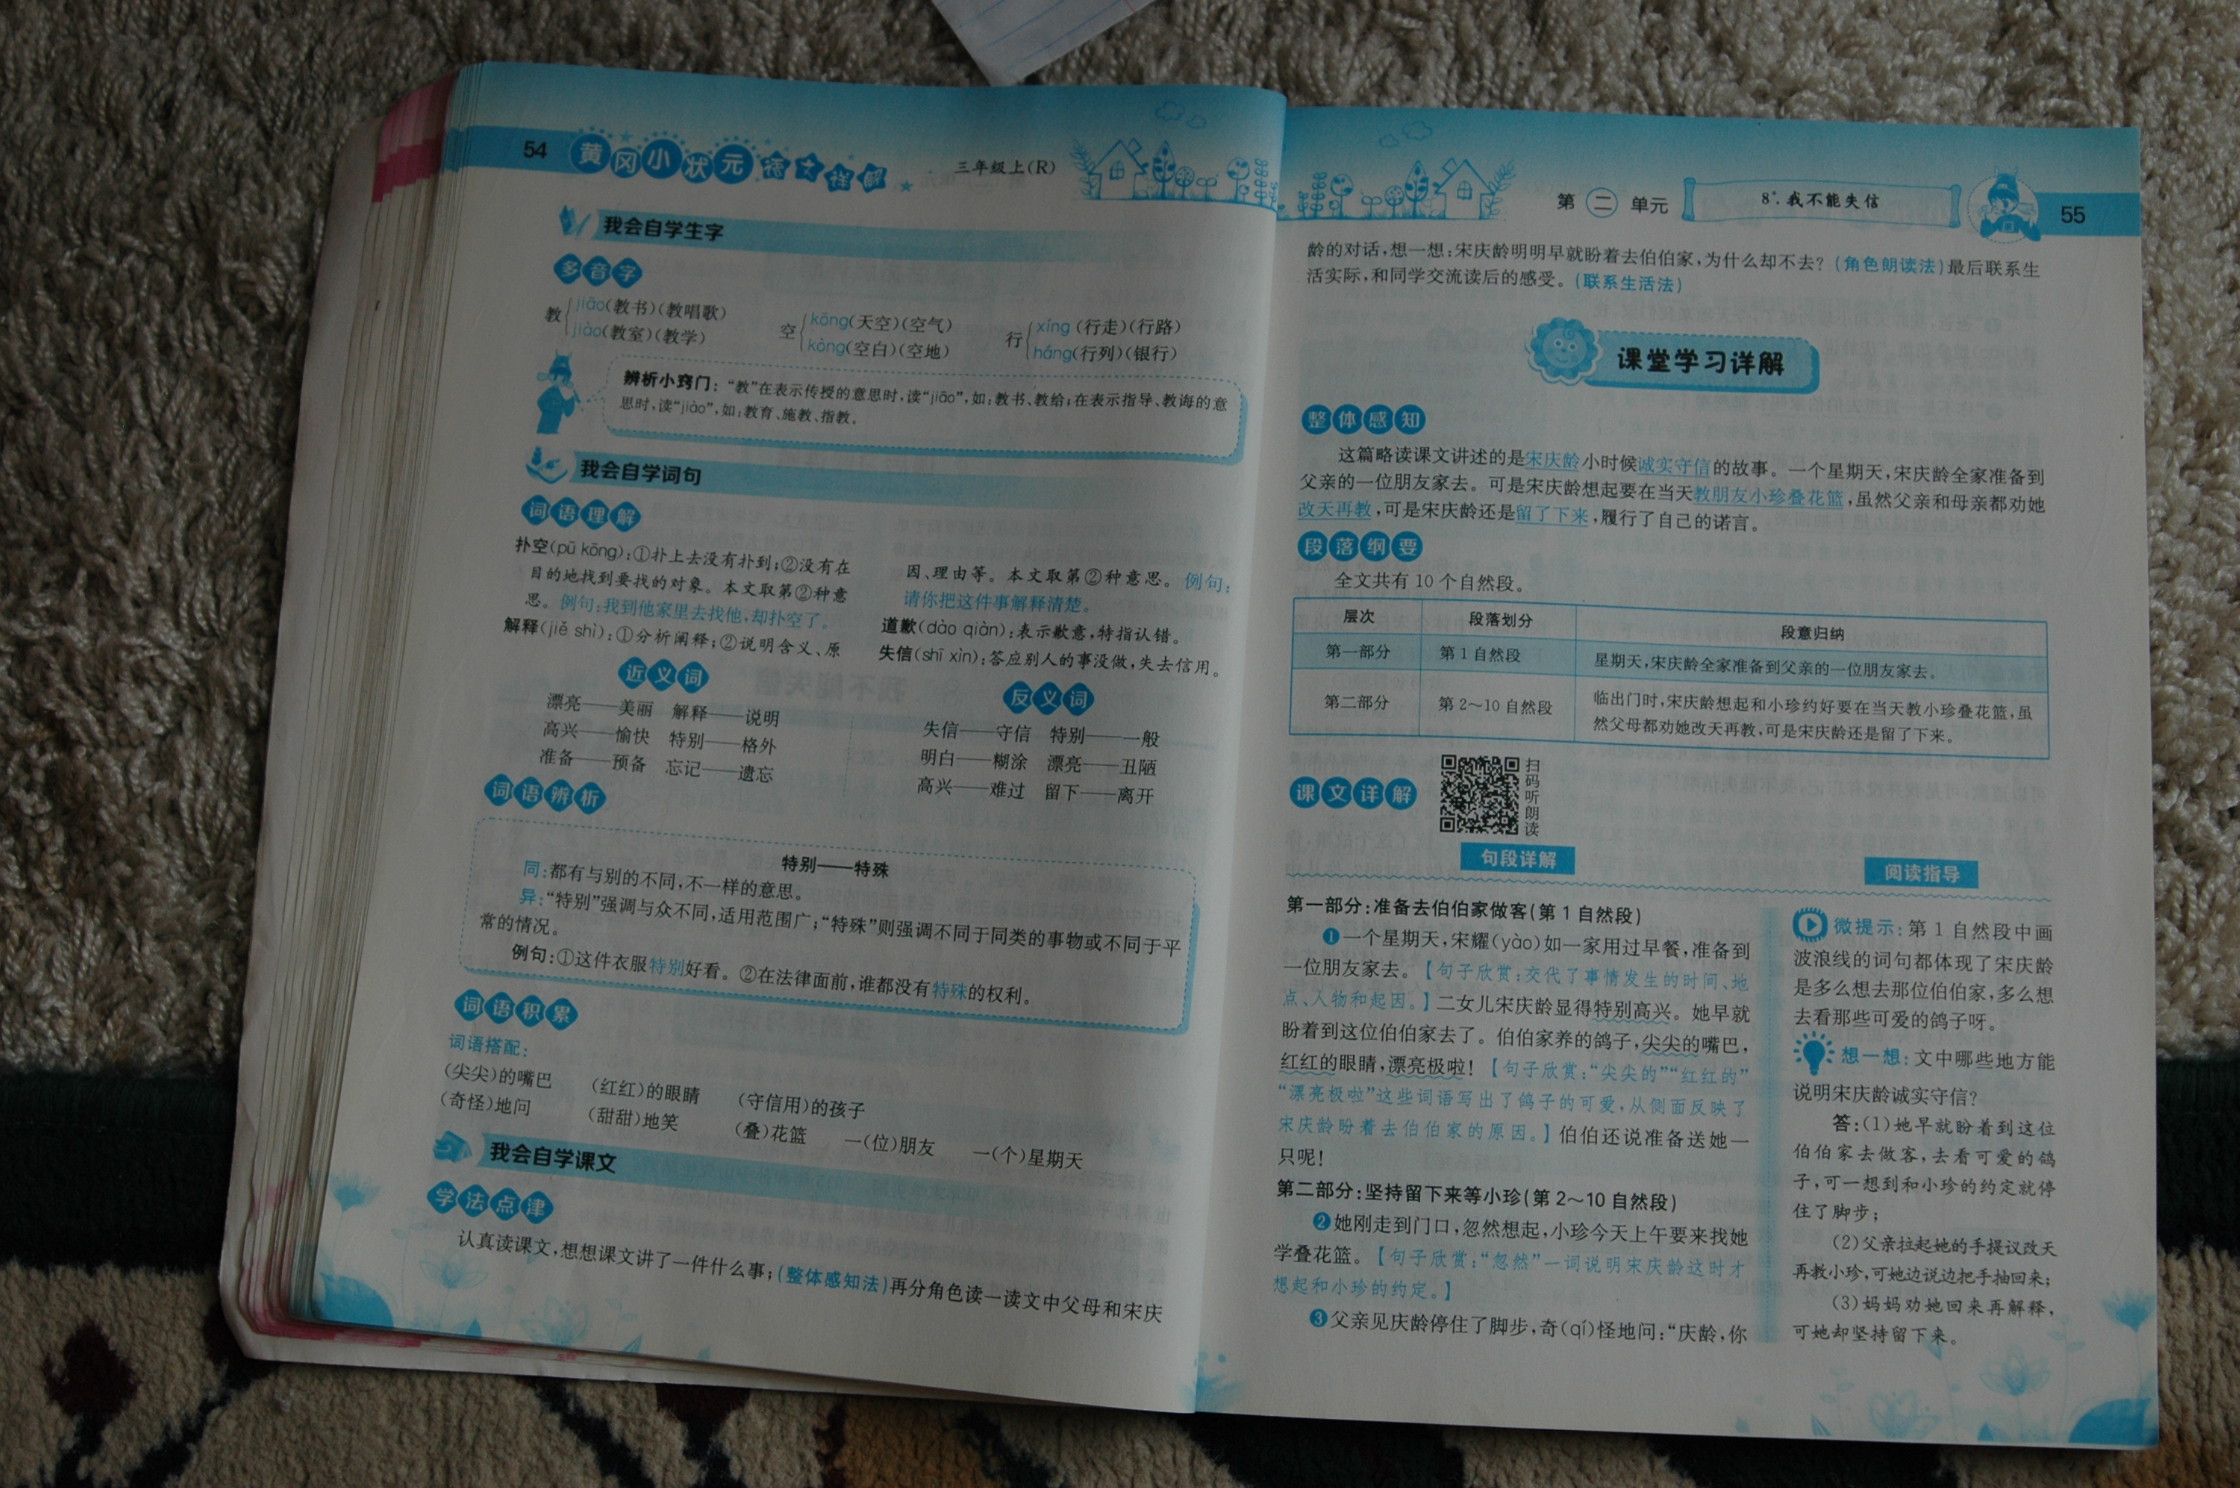 54
黄冈小状元 语文详解
三年级上(R)
我会自学生字
多音字
教 jiāo(教书)(教唱歌)
jiào(教室)(教学)
空 kōng(天空)(空气)
kòng(空白)(空地)
行 xíng(行走)(行路)
háng(行列)(银行)
辨析小窍门：“教”在表示传授的意思时,读“jiāo”,如:教书、教给;在表示指导、教诲的意
思时,读“jiào”,如:教育、施教、指教。
我会自学词句
词语理解
扑空(pū kōng):①扑上去没有扑到;②没有在
目的地找到要找的对象。本文取第②种意
思。例句:我到他家里去找他,却扑空了。
解释(jiě shì):①分析阐释;②说明含义、原
因、理由等。本文取第②种意思。例句:
请你把这件事解释清楚。
道歉(dào qiàn):表示歉意,特指认错。
失信(shī xìn):答应别人的事没做,失去信用。
近义词
漂亮——美丽 解释——说明
高兴——愉快 特别——格外
准备——预备 忘记——遗忘
反义词
失信——守信 特别——一般
明白——糊涂 漂亮——丑陋
高兴——难过 留下——离开
词语辨析
特别——特殊
同:都有与别的不同,不一样的意思。
异:“特别”强调与众不同,适用范围广;“特殊”则强调不同于同类的事物或不同于平
常的情况。
例句:①这件衣服特别好看。②在法律面前,谁都没有特殊的权利。
词语积累
词语搭配:
(尖尖)的嘴巴 (红红)的眼睛 (守信用)的孩子
(奇怪)地问 (甜甜)地笑 (叠)花篮 一(位)朋友 一(个)星期天
我会自学课文
学法点津
认真读课文,想想课文讲了一件什么事;(整体感知法)再分角色读一读文中父母和宋庆
第二单元
8* 我不能失信
55
龄的对话,想一想:宋庆龄明明早就盼着去伯伯家,为什么却不去?(角色朗读法)最后联系生
活实际,和同学交流读后的感受。(联系生活法)
课堂学习详解
整体感知
这篇略读课文讲述的是宋庆龄小时候诚实守信的故事。一个星期天,宋庆龄全家准备到
父亲的一位朋友家去。可是宋庆龄想起要在当天教朋友小珍叠花篮,虽然父亲和母亲都劝她
改天再教,可是宋庆龄还是留了下来,履行了自己的诺言。
段落纲要
全文共有 10 个自然段。
层次 段落划分 段意归纳
第一部分 第 1 自然段 星期天,宋庆龄全家准备到父亲的一位朋友家去。
第二部分 第 2～10 自然段 临出门时,宋庆龄想起和小珍约好要在当天教小珍叠花篮,虽
然父母都劝她改天再教,可是宋庆龄还是留了下来。
课文详解
扫码听朗读
句段详解
第一部分:准备去伯伯家做客(第 1 自然段)
❶一个星期天,宋耀(yào)如一家用过早餐,准备到
一位朋友家去。【句子欣赏:交代了事情发生的时间、地
点、人物和起因。】二女儿宋庆龄显得特别高兴。她早就
盼着到这位伯伯家去了。伯伯家养的鸽子,尖尖的嘴巴,
红红的眼睛,漂亮极啦!【句子欣赏:“尖尖的”“红红的”
“漂亮极啦”这些词语写出了鸽子的可爱,从侧面反映了
宋庆龄盼着去伯伯家的原因。】伯伯还说准备送她一
只呢!
第二部分:坚持留下来等小珍(第 2～10 自然段)
❷她刚走到门口,忽然想起,小珍今天上午要来找她
学叠花篮。【句子欣赏:“忽然”一词说明宋庆龄这时才
想起和小珍的约定。】
❸父亲见庆龄停住了脚步,奇(qí)怪地问:“庆龄,你
阅读指导
微提示:第 1 自然段中画
波浪线的词句都体现了宋庆龄
是多么想去那位伯伯家,多么想
去看那些可爱的鸽子呀。
想一想:文中哪些地方能
说明宋庆龄诚实守信?
答:(1)她早就盼着到这位
伯伯家去做客,去看可爱的鸽
子,可一想到和小珍的约定就停
住了脚步;
(2)父亲拉起她的手提议改天
再教小珍,可她边说边把手抽回来;
(3)妈妈劝她回来再解释,
可她却坚持留下来。